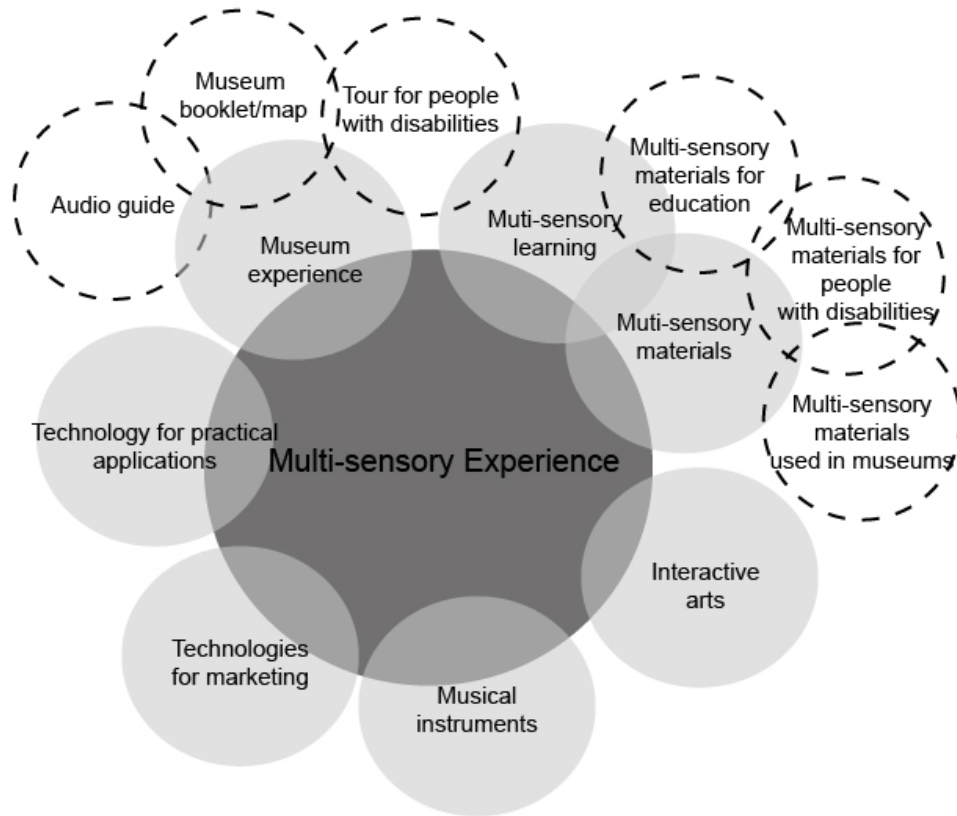 Museum
booklet/map
Tour for people
with disabilities
Audio guide
Multi-sensory
materials for
education
Museum
experience
Muti-sensory
learning
Multi-sensory
materials for
people
with disabilities
Muti-sensory
materials
Multi-sensory
materials
used in museums
Technology for practical
applications
Multi-sensory Experience
Interactive
arts
Technologies
for marketing
Musical
instruments